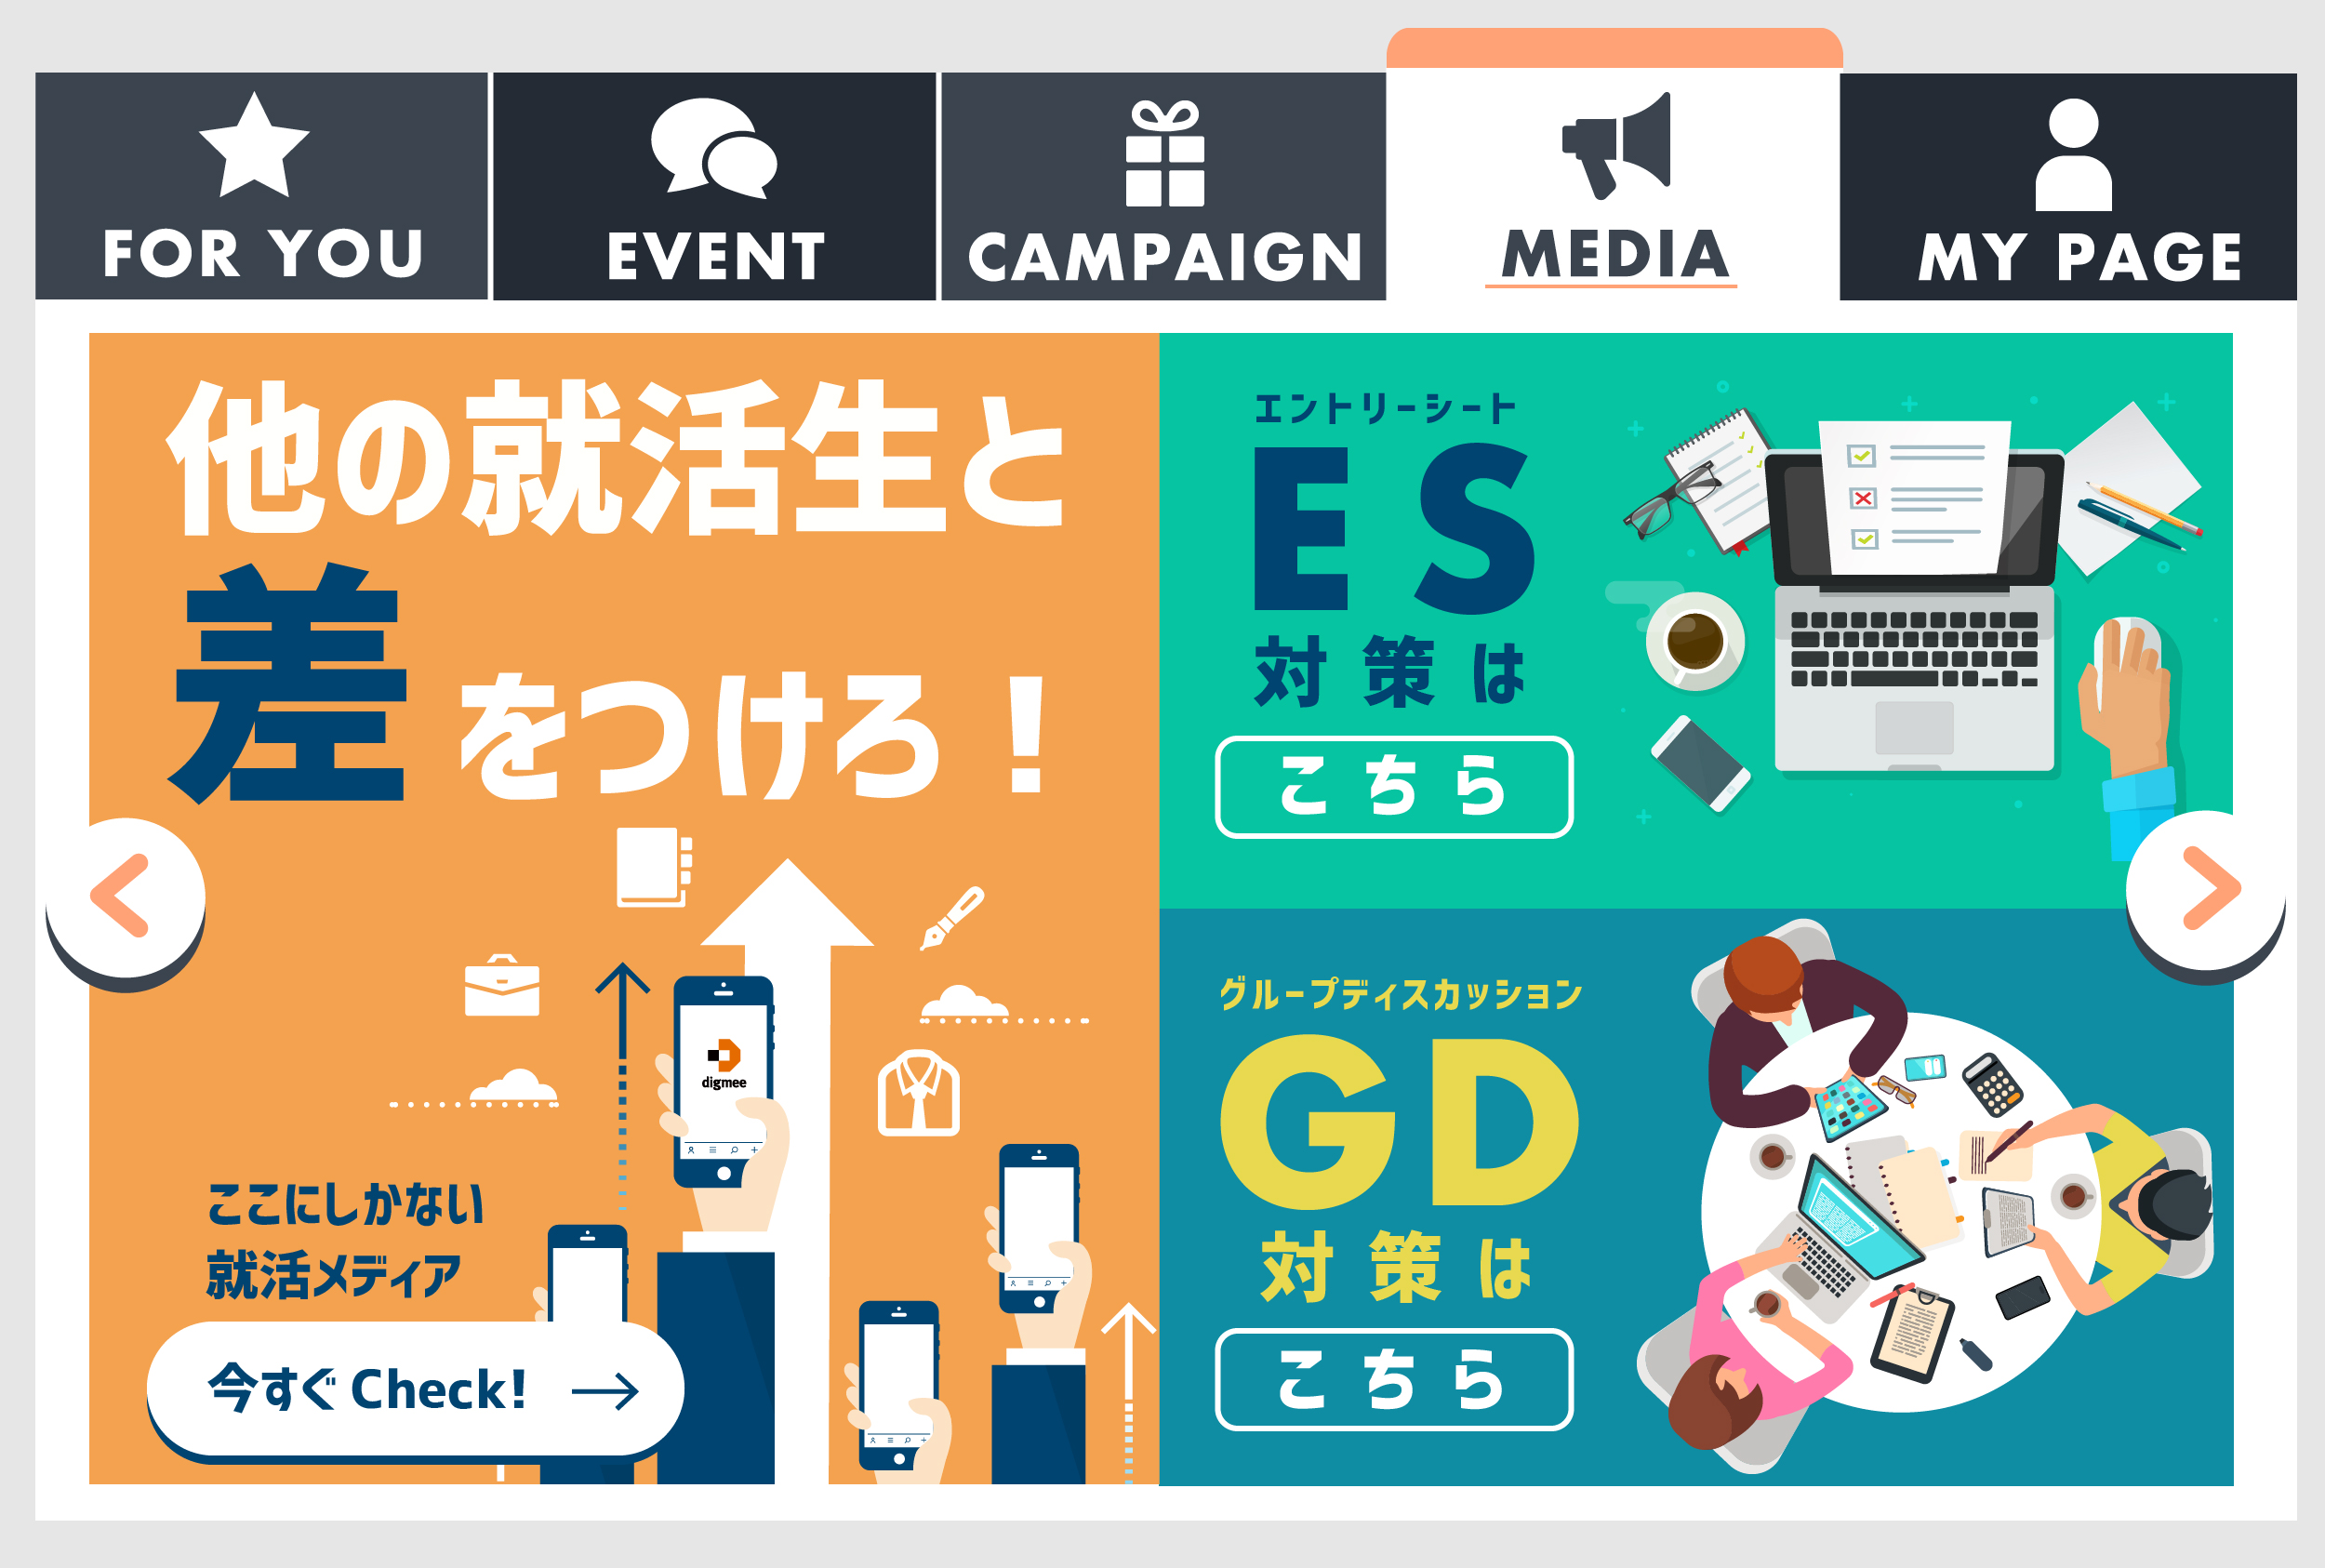 FOR YOU
EVENT
CAMPAIGN
MEDIA
MY PAGE
他の就活生と
差をつけろ！
digmee
ここにしかない
就活メディア
今すぐ Check!
エントリーシート
ES
対策は
こちら
グループディスカッション
GD
対策は
こちら